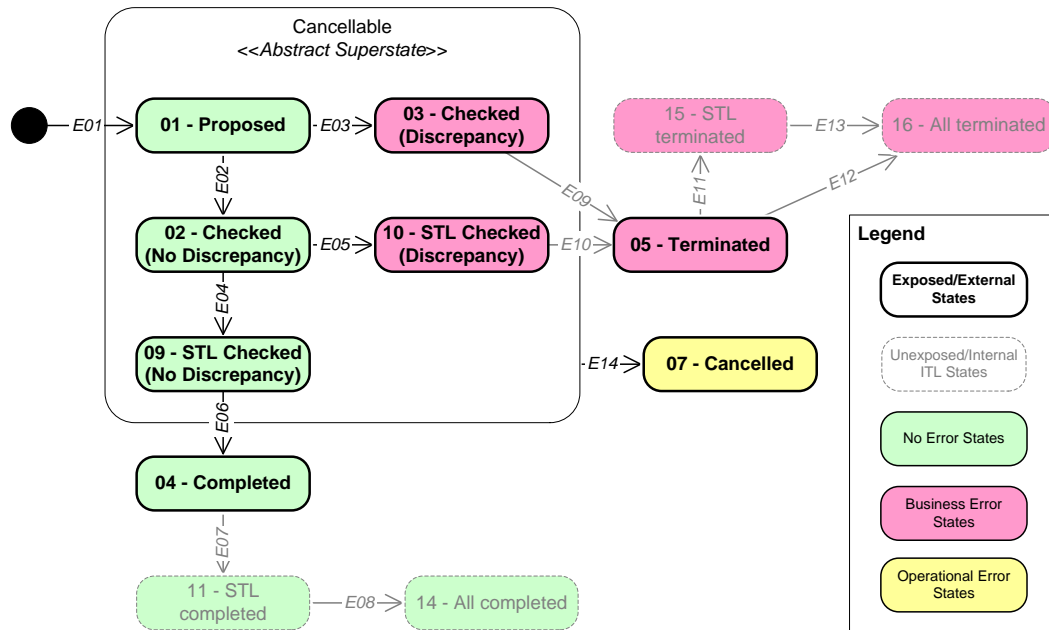 Cancellable
<<Abstract Superstate>>
E01
01 - Proposed
E03
03 - Checked
(Discrepancy)
15 - STL
terminated
E13
16 - All terminated
E02
E09
E11
E12
02 - Checked
(No Discrepancy)
E05
10 - STL Checked
(Discrepancy)
E10
05 - Terminated
E04
09 - STL Checked
(No Discrepancy)
E14
07 - Cancelled
E06
04 - Completed
E07
11 - STL
completed
E08
14 - All completed
Legend
Exposed/External
States
Unexposed/Internal
ITL States
No Error States
Business Error
States
Operational Error
States